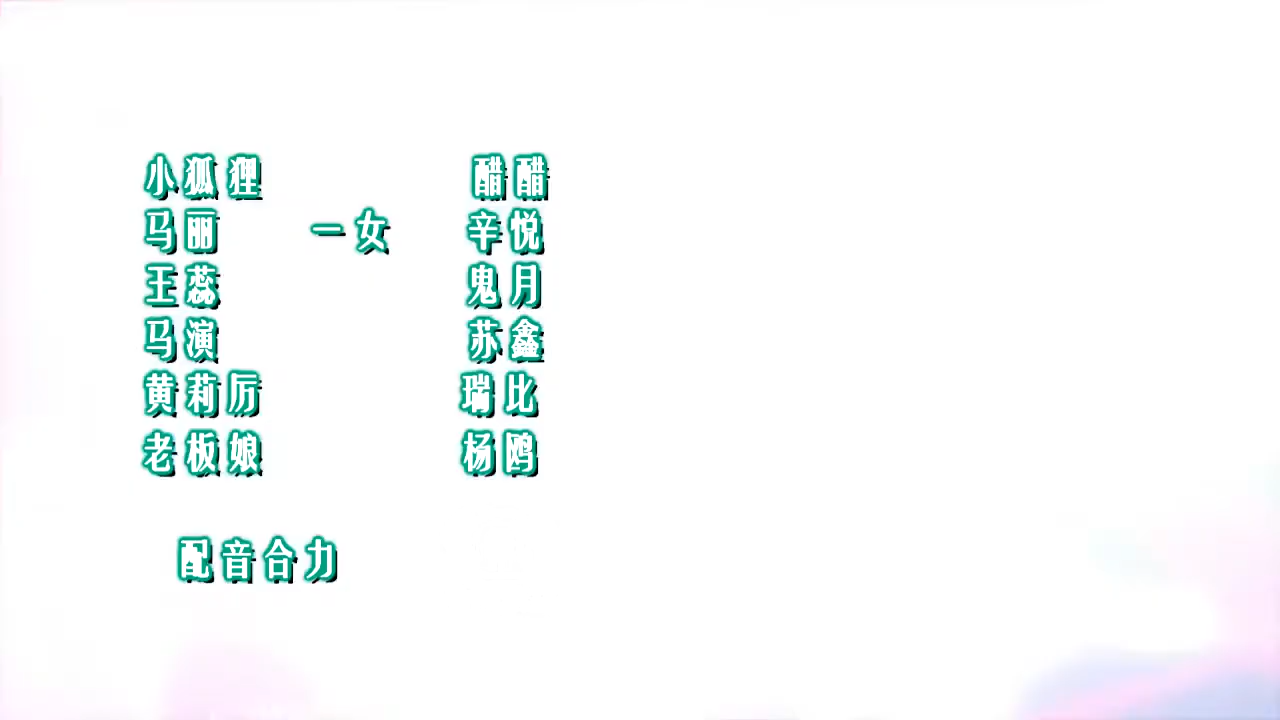 小狐狸 醋醋
马丽 一女 辛悦
王蕊 鬼月
马演 苏鑫
黄莉厉 瑞比
老板娘 杨鸥
配音合力